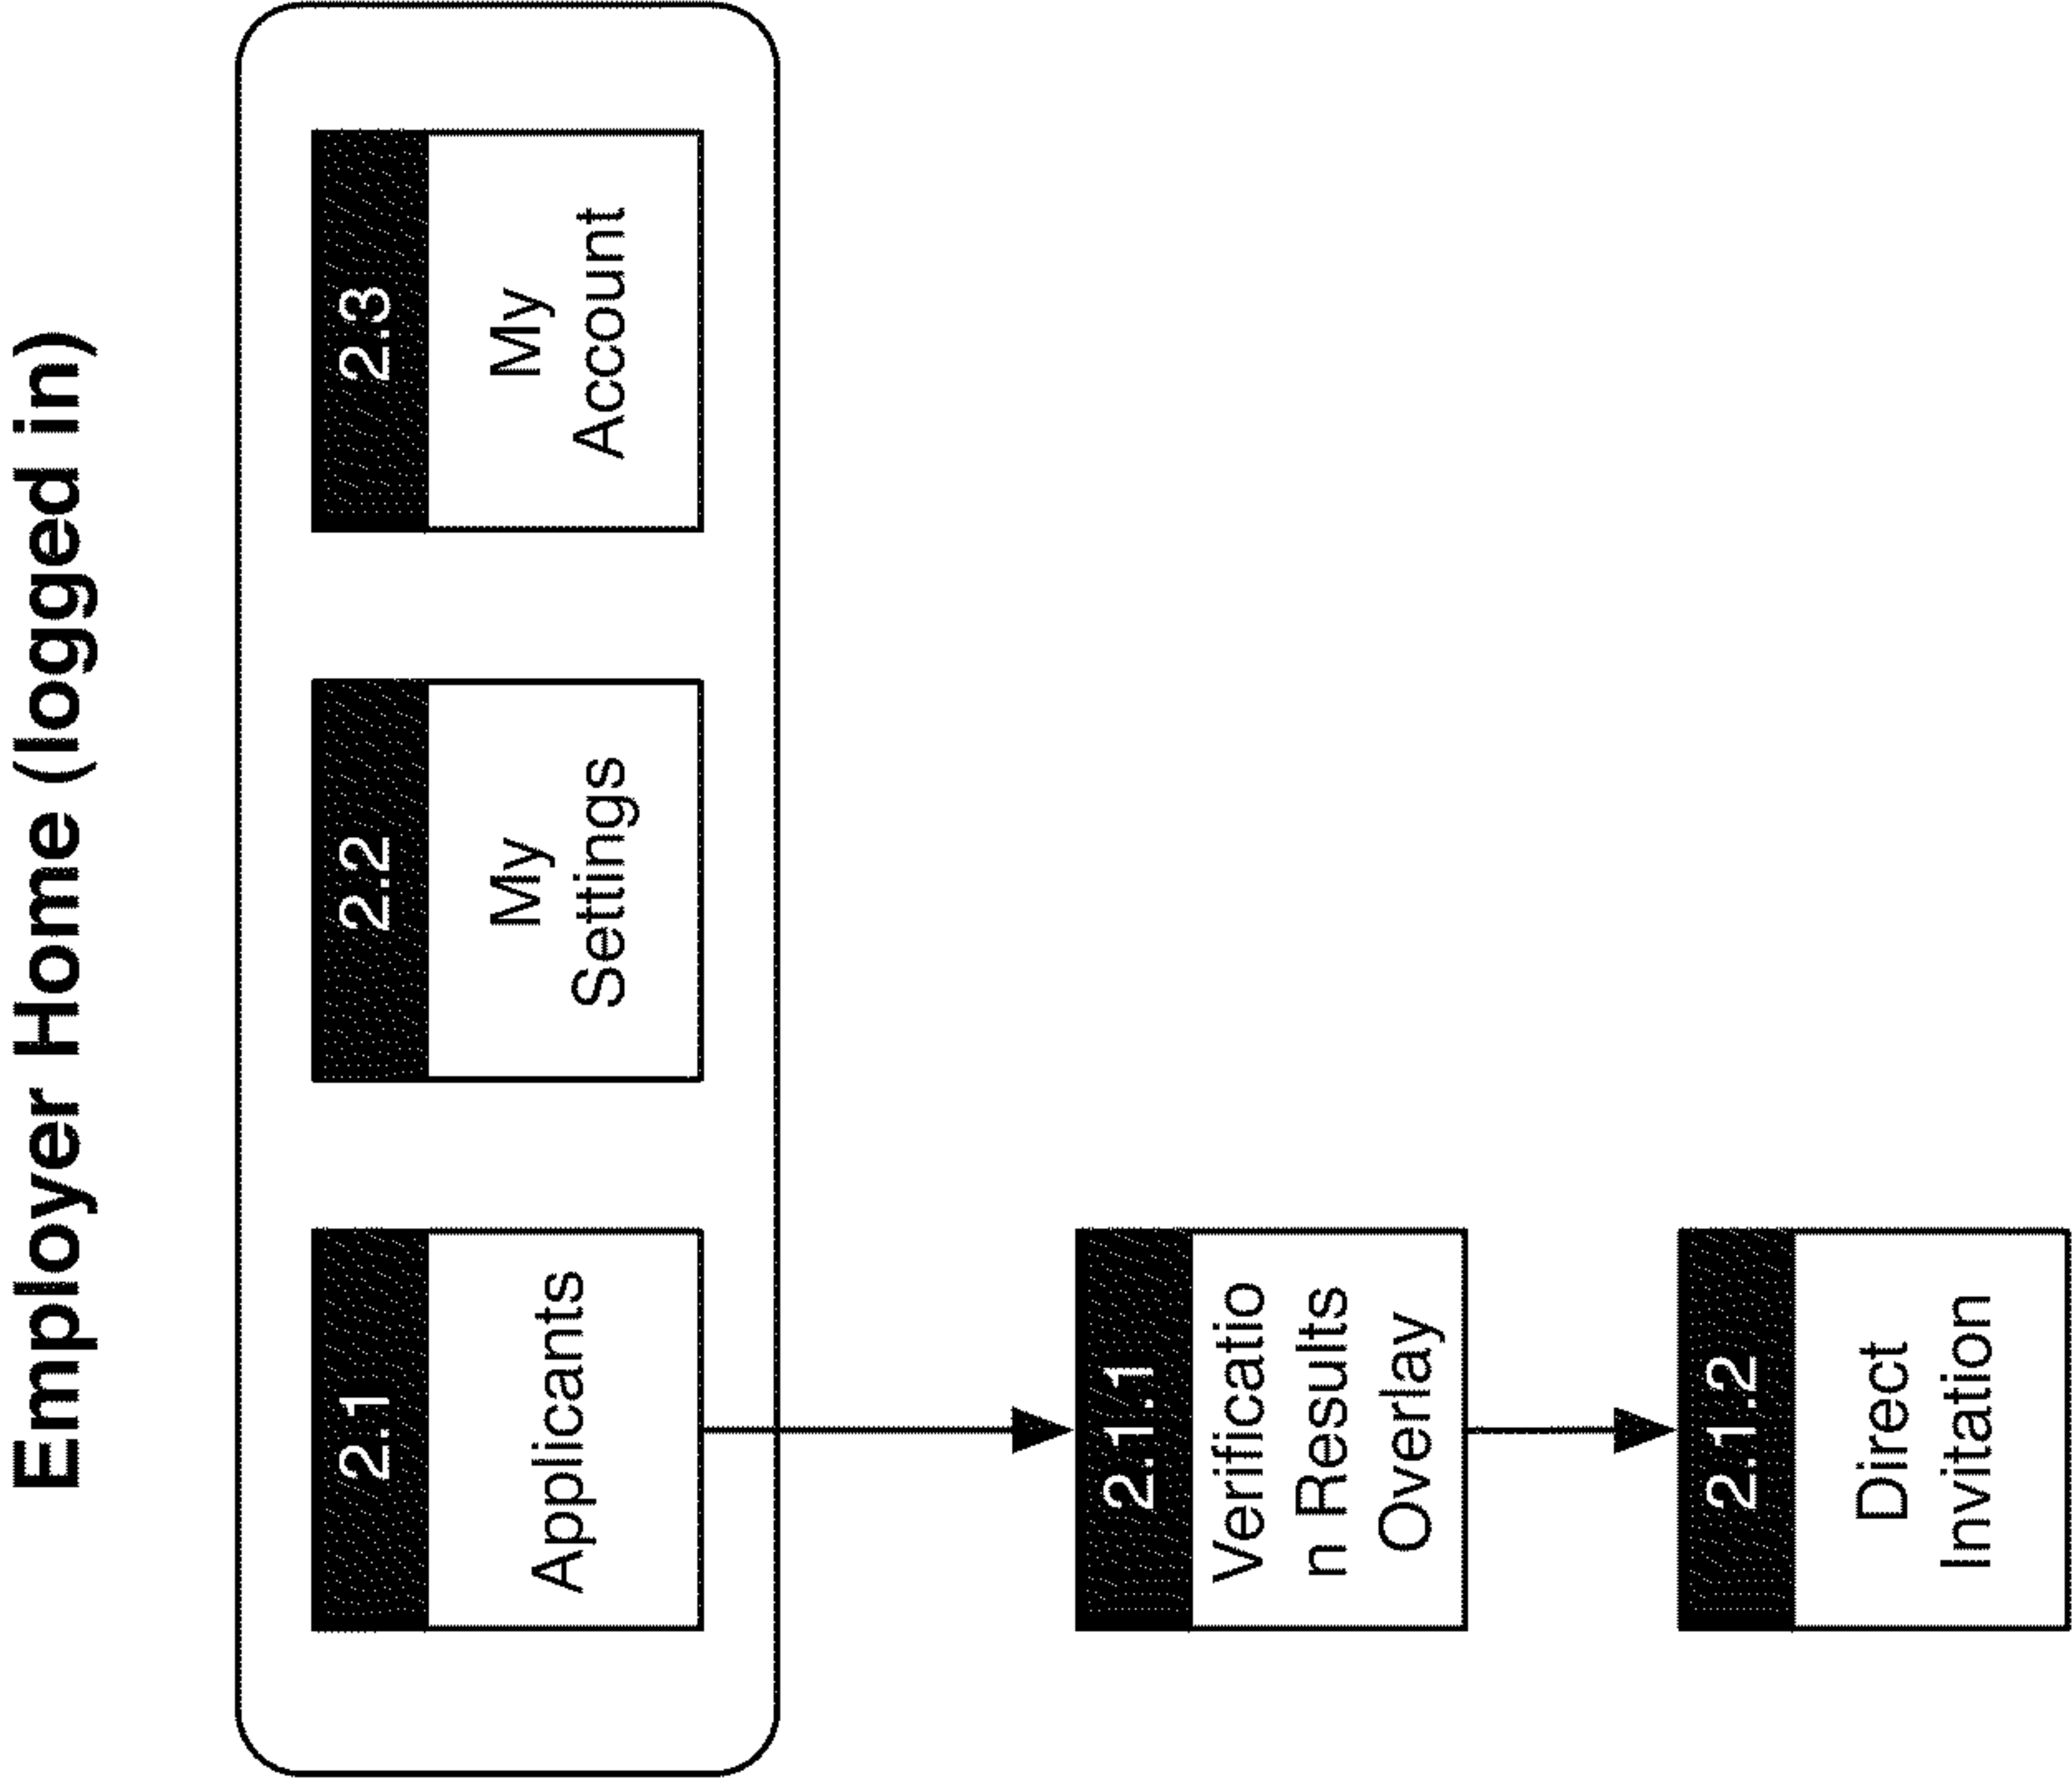 Employer Home (logged in)
2.1
Applicants
2.2
My
Settings
2.3
My
Account
2.1.1
Verificatio
n Results
Overlay
2.1.2
Direct
Invitation